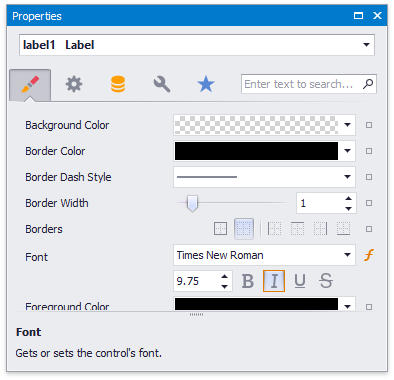 Properties
label1 Label
Enter text to search...
Background Color
Border Color
Border Dash Style
Border Width 1
Borders
Font Times New Roman f
9.75 B I U S
Foreground Color
Font
Gets or sets the control's font.